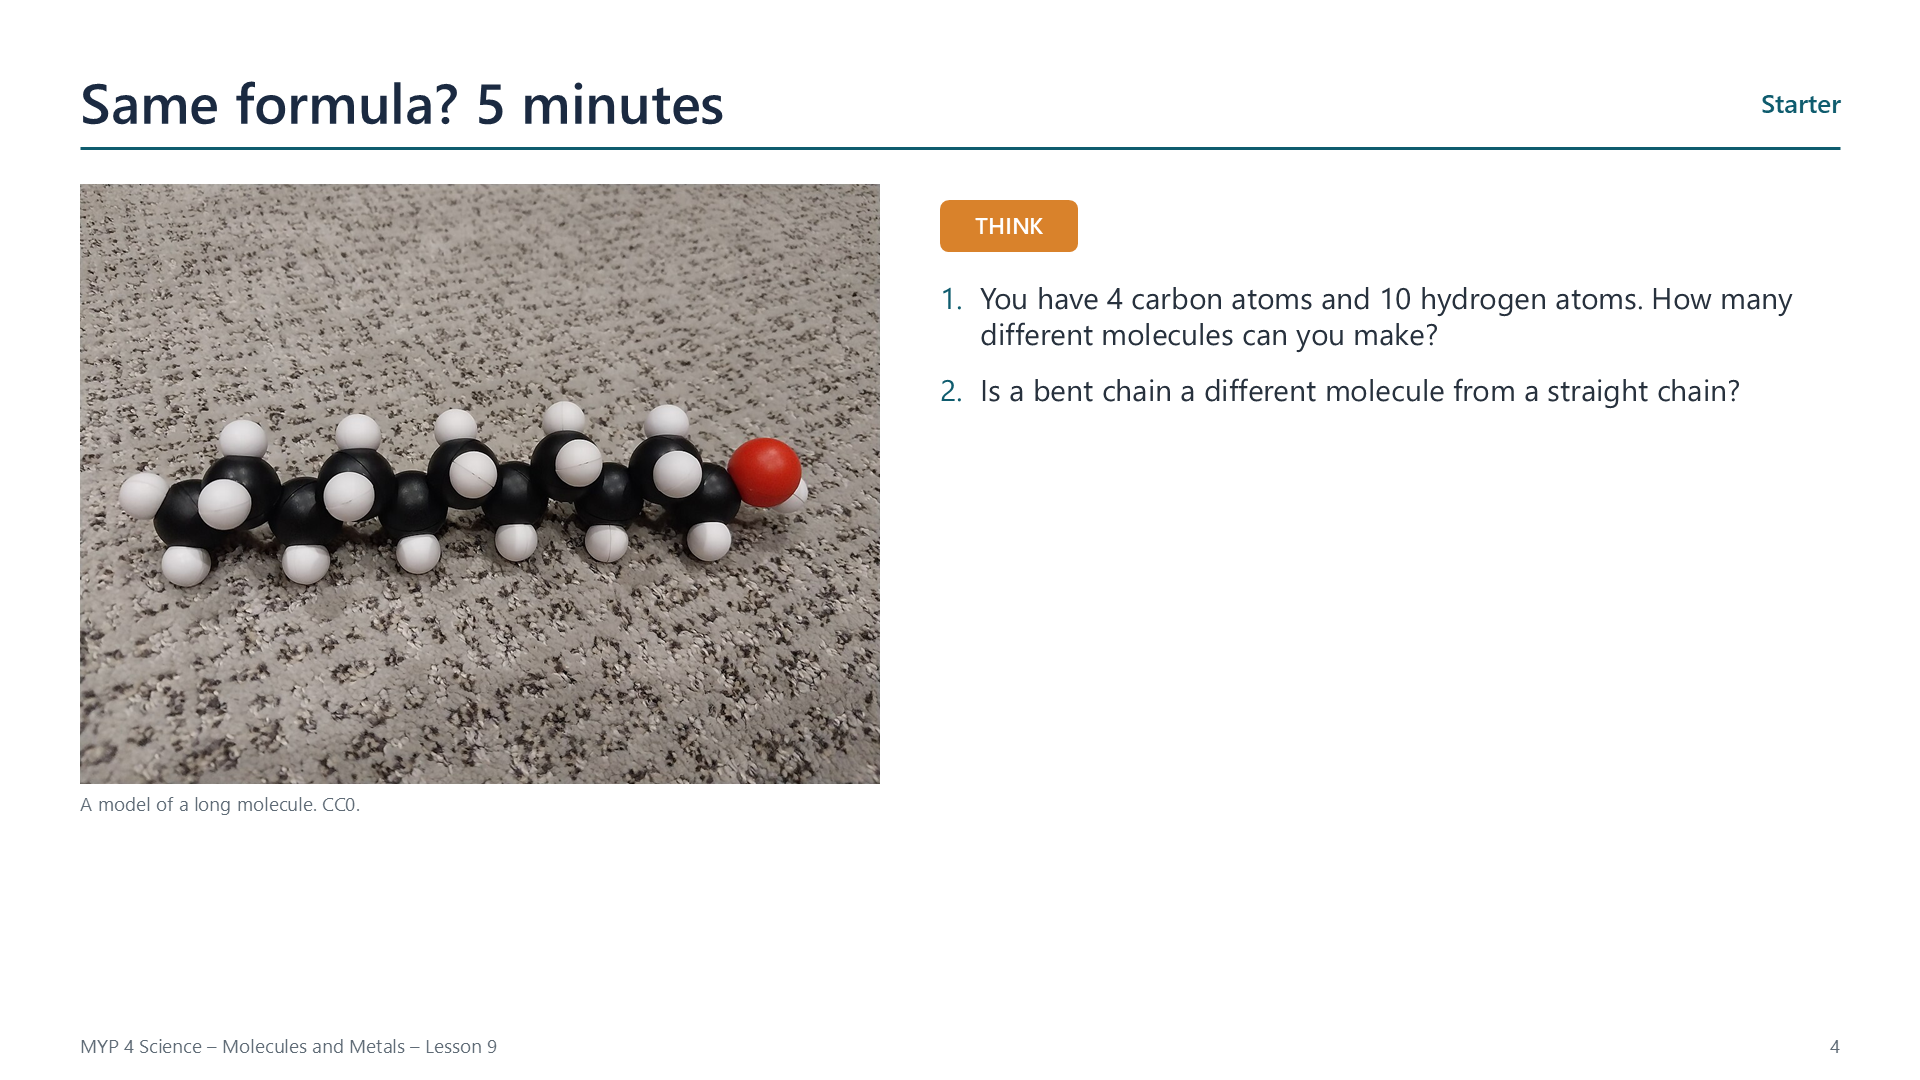 Same formula? 5 minutes
Starter
THINK
1. You have 4 carbon atoms and 10 hydrogen atoms. How many
different molecules can you make?
2. Is a bent chain a different molecule from a straight chain?
A model of a long molecule. CC0.
MYP 4 Science – Molecules and Metals – Lesson 9
4